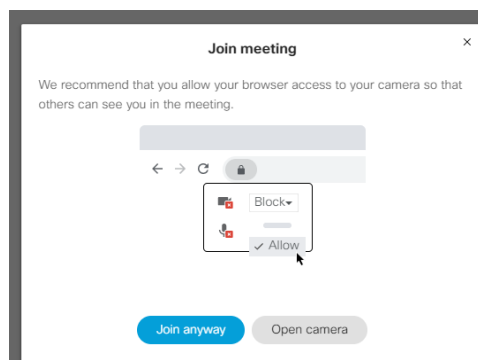 Join meeting
We recommend that you allow your browser access to your camera so that
others can see you in the meeting.
Block
Allow
Join anyway
Open camera